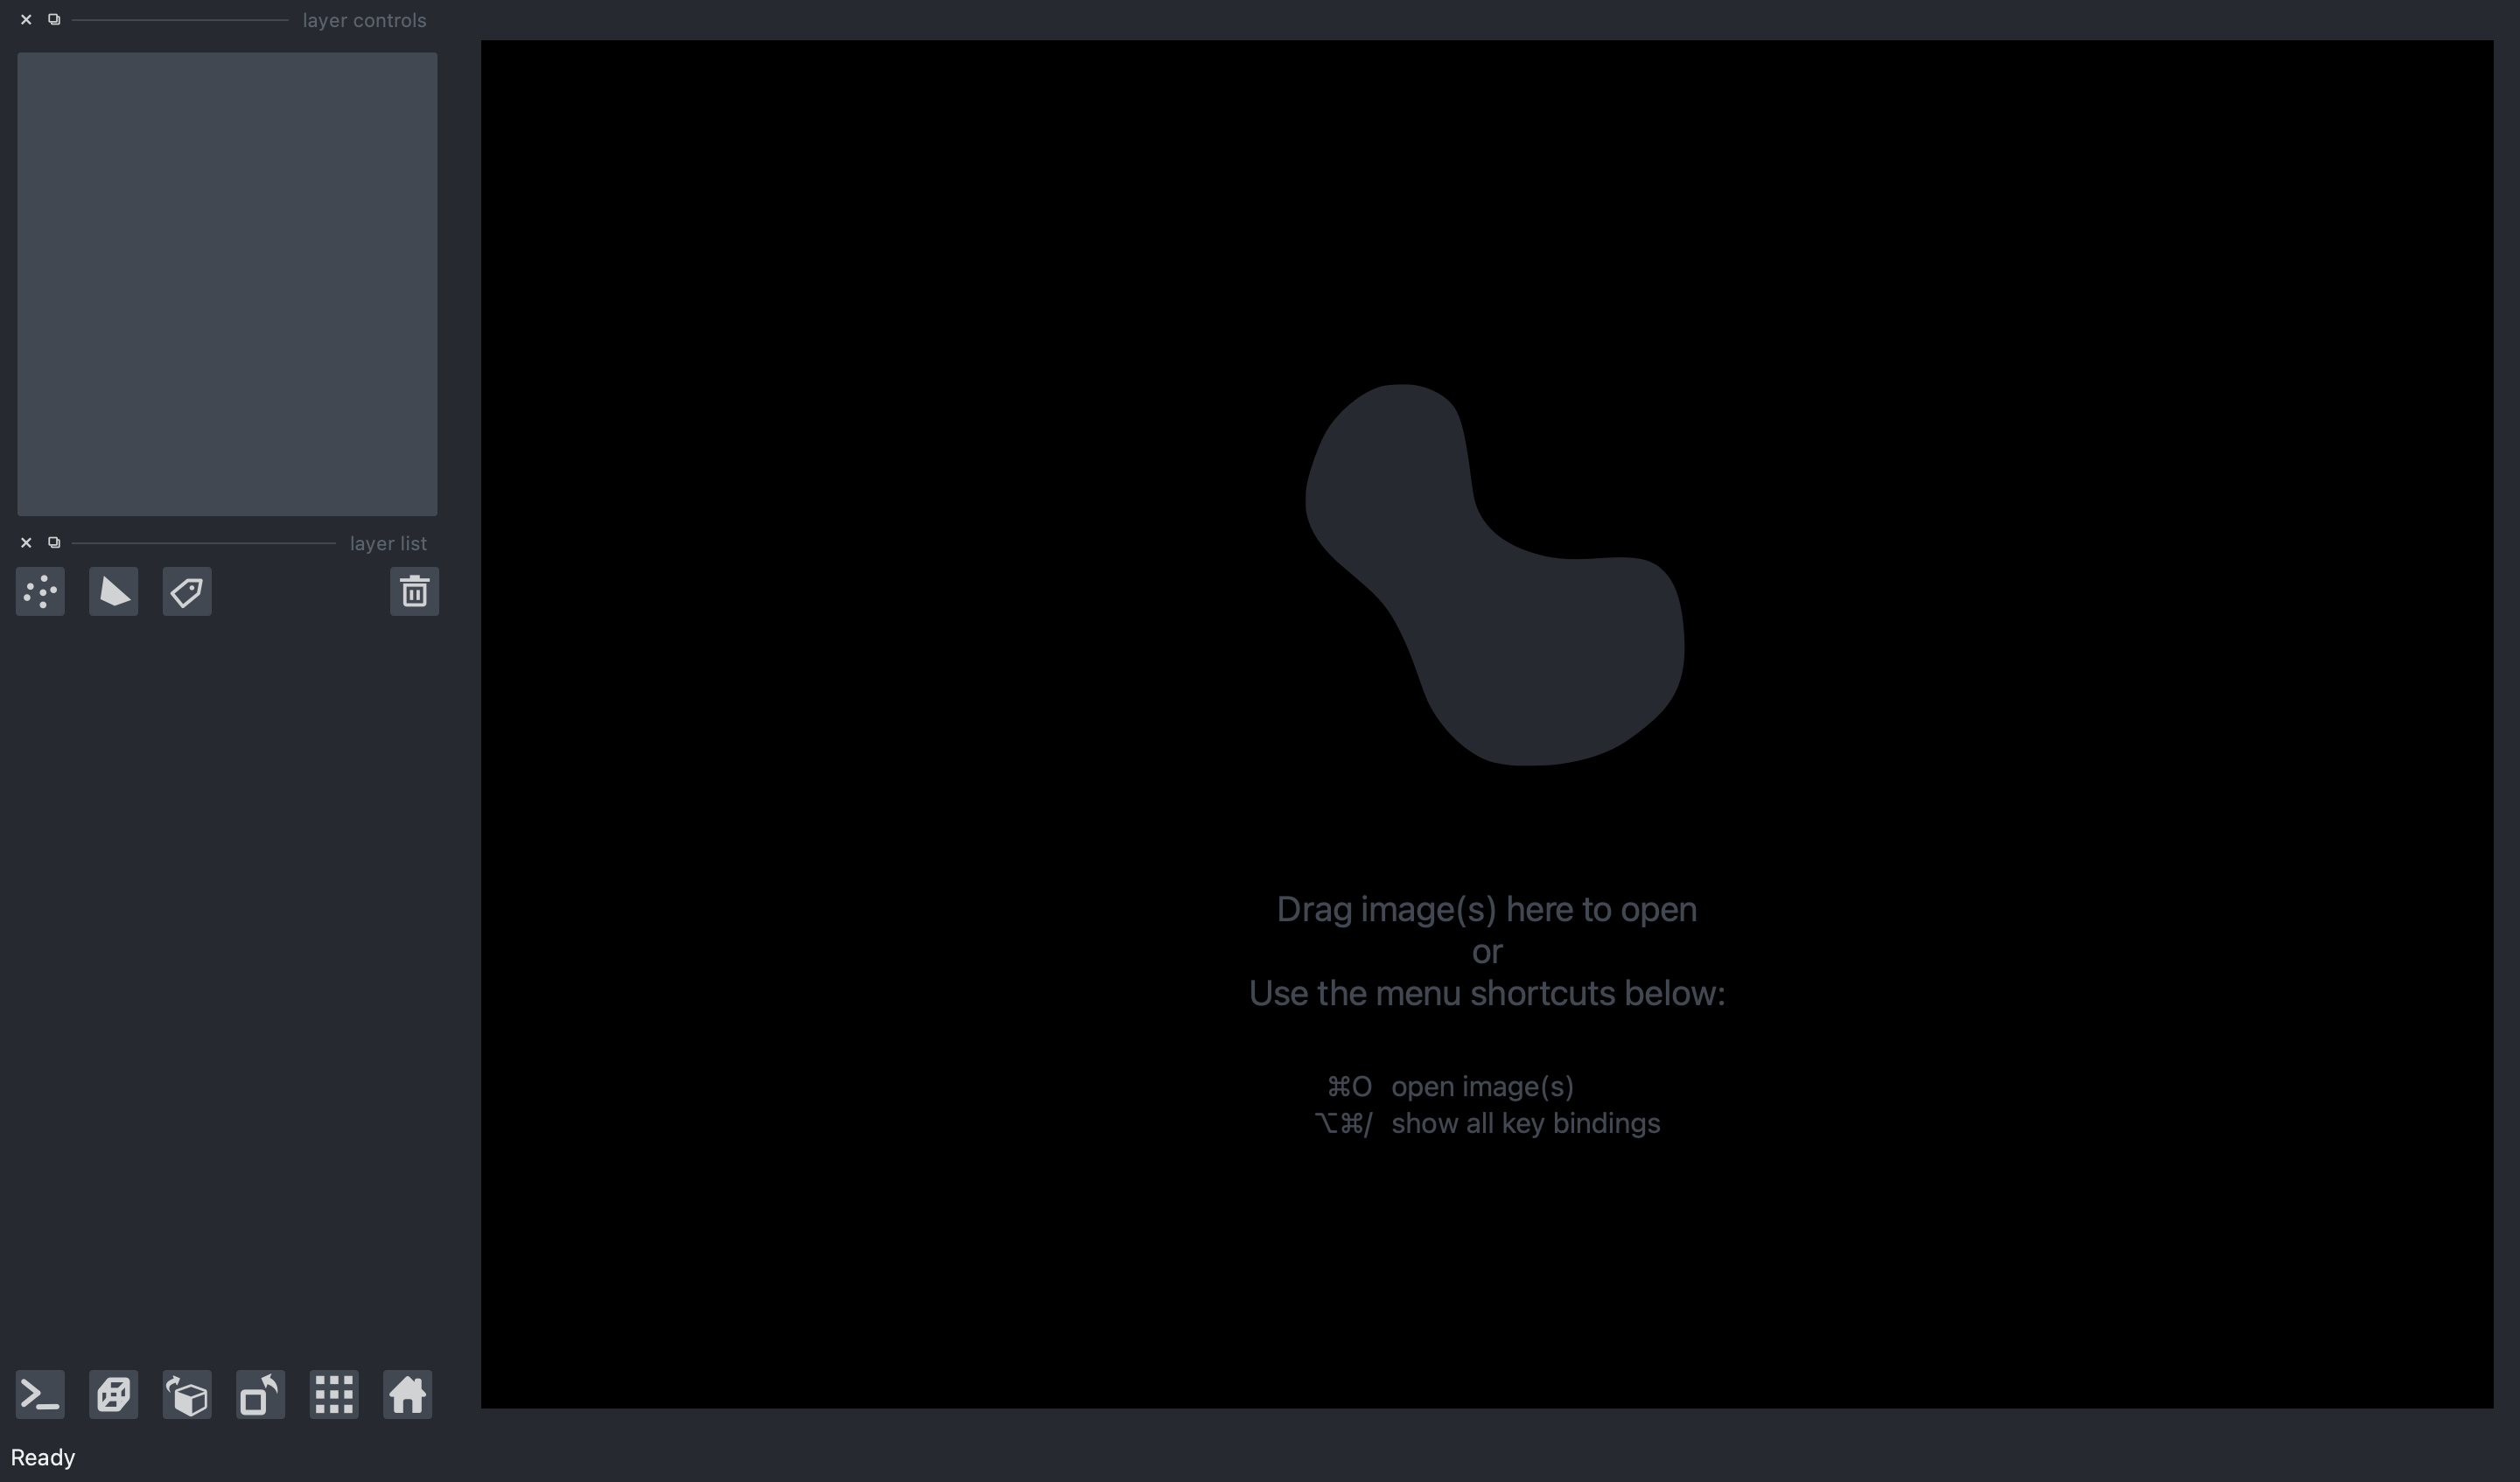 layer controls
layer list
Drag image(s) here to open
or
Use the menu shortcuts below:
⌘O open image(s)
⌥⌘/ show all key bindings
Ready